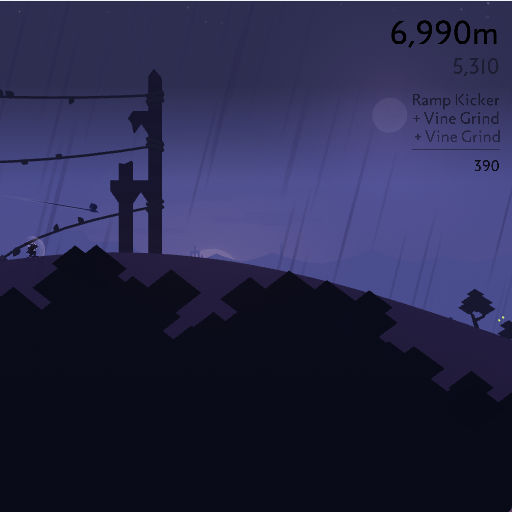 6,990m
5,310
Ramp Kicker
+ Vine Grind
+ Vine Grind
390